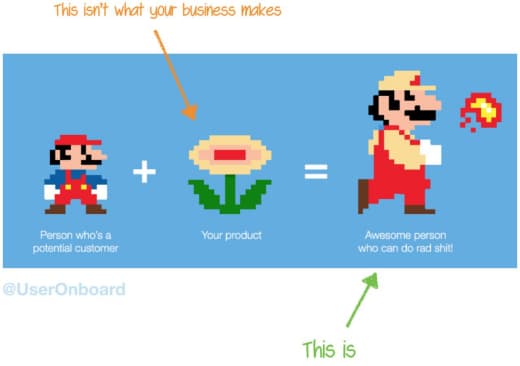 This isn't what your business makes
+
=
Person who's a
potential customer
Your product
Awesome person
who can do rad shit!
@UserOnboard
This is